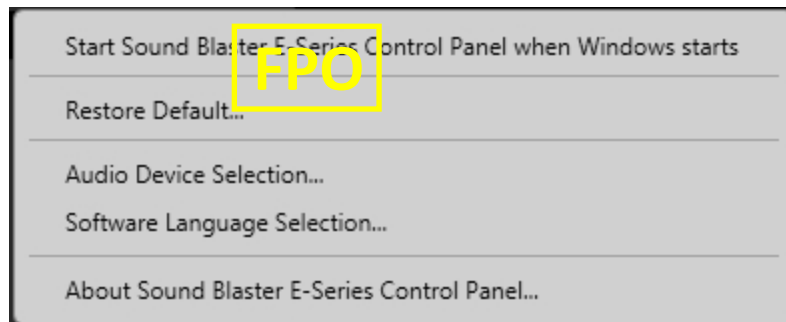 Start Sound Blaster E-Series Control Panel when Windows starts
FPO
Restore Default...
Audio Device Selection...
Software Language Selection...
About Sound Blaster E-Series Control Panel...